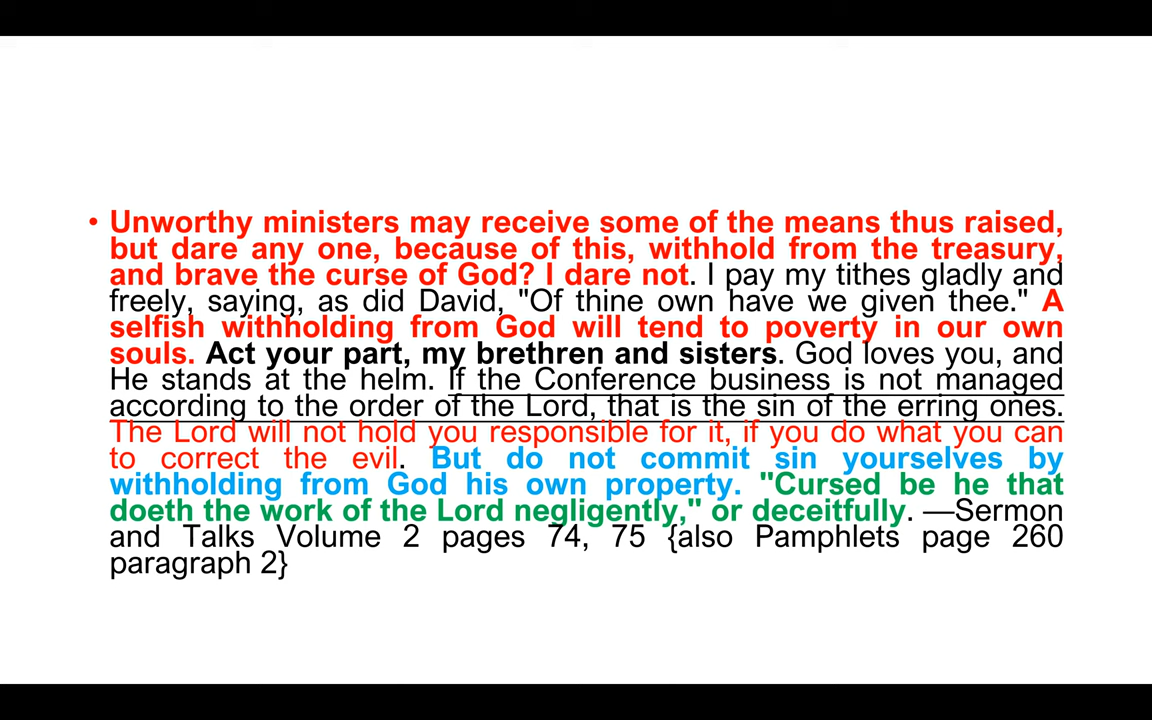 • Unworthy ministers may receive some of the means thus raised,
but dare any one, because of this, withhold from the treasury,
and brave the curse of God? I dare not. I pay my tithes gladly and
freely, saying, as did David, "Of thine own have we given thee." A
selfish withholding from God will tend to poverty in our own
souls. Act your part, my brethren and sisters. God loves you, and
He stands at the helm. If the Conference business is not managed
according to the order of the Lord, that is the sin of the erring ones.
The Lord will not hold you responsible for it, if you do what you can
to correct the evil. But do not commit sin yourselves by
withholding from God his own property. "Cursed be he that
doeth the work of the Lord negligently," or deceitfully. —Sermon
and Talks Volume 2 pages 74, 75 {also Pamphlets page 260
paragraph 2}